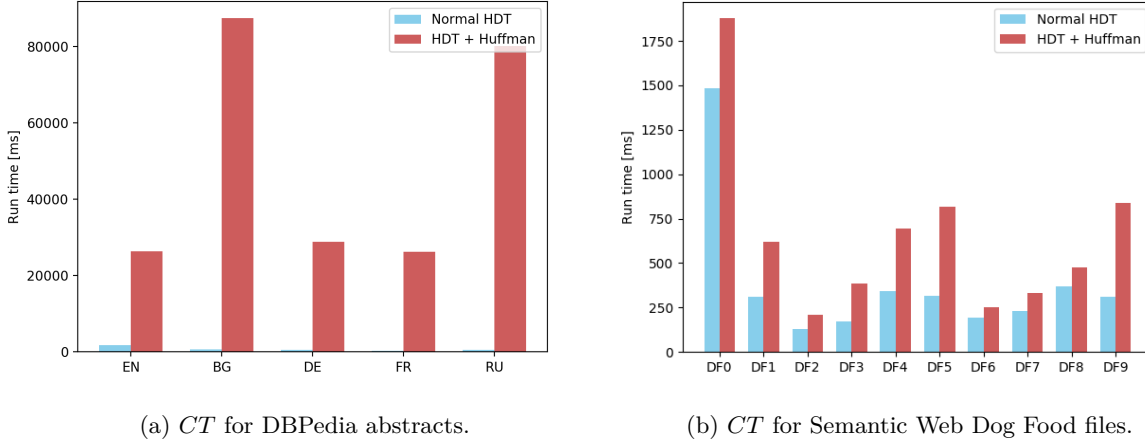 Normal HDT
HDT + Huffman
Run time [ms]
80000
60000
40000
20000
0
EN BG DE FR RU
(a) CT for DBPedia abstracts.
Normal HDT
HDT + Huffman
Run time [ms]
1750
1500
1250
1000
750
500
250
0
DF0 DF1 DF2 DF3 DF4 DF5 DF6 DF7 DF8 DF9
(b) CT for Semantic Web Dog Food files.